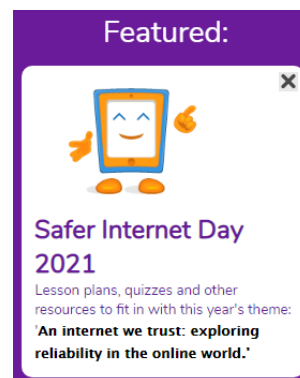 Featured:
Safer Internet Day
2021
Lesson plans, quizzes and other
resources to fit in with this year's theme:
'An internet we trust: exploring
reliability in the online world.'